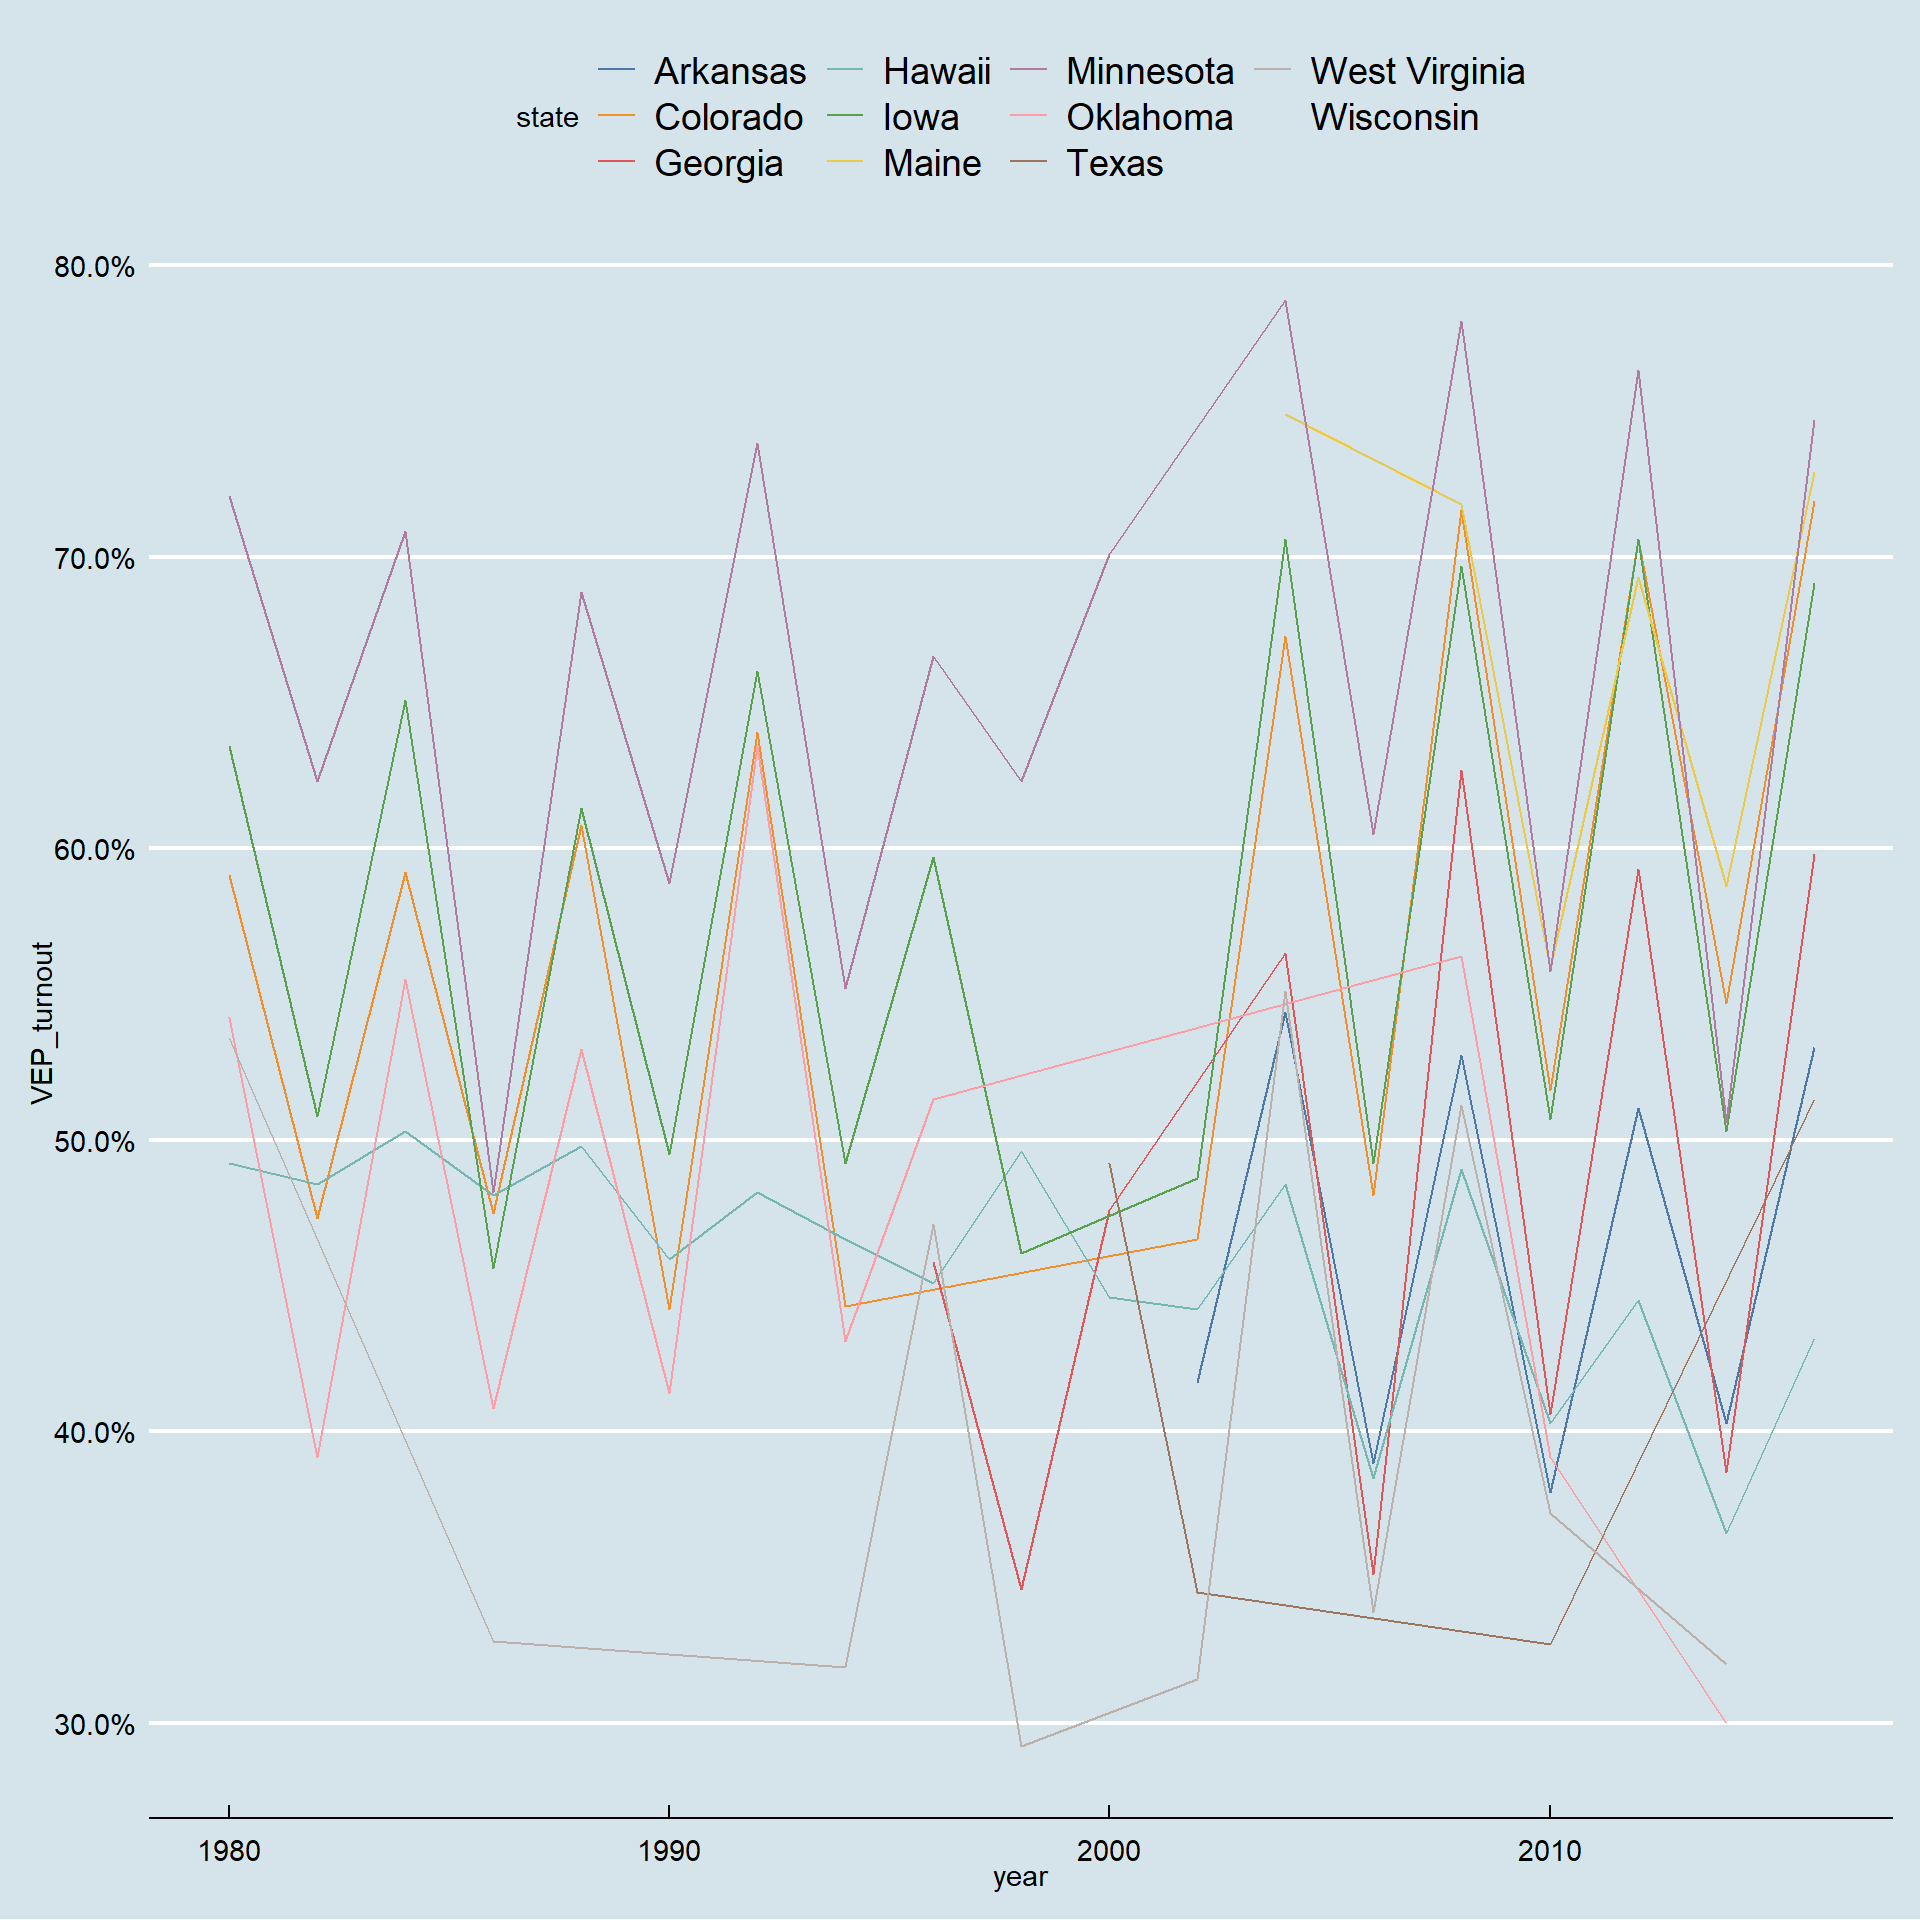 Arkansas Hawaii Minnesota West Virginia
state Colorado Iowa Oklahoma Wisconsin
Georgia Maine Texas
80.0%
70.0%
60.0%
VEP_turnout
50.0%
40.0%
30.0%
1980 1990 2000 2010
year